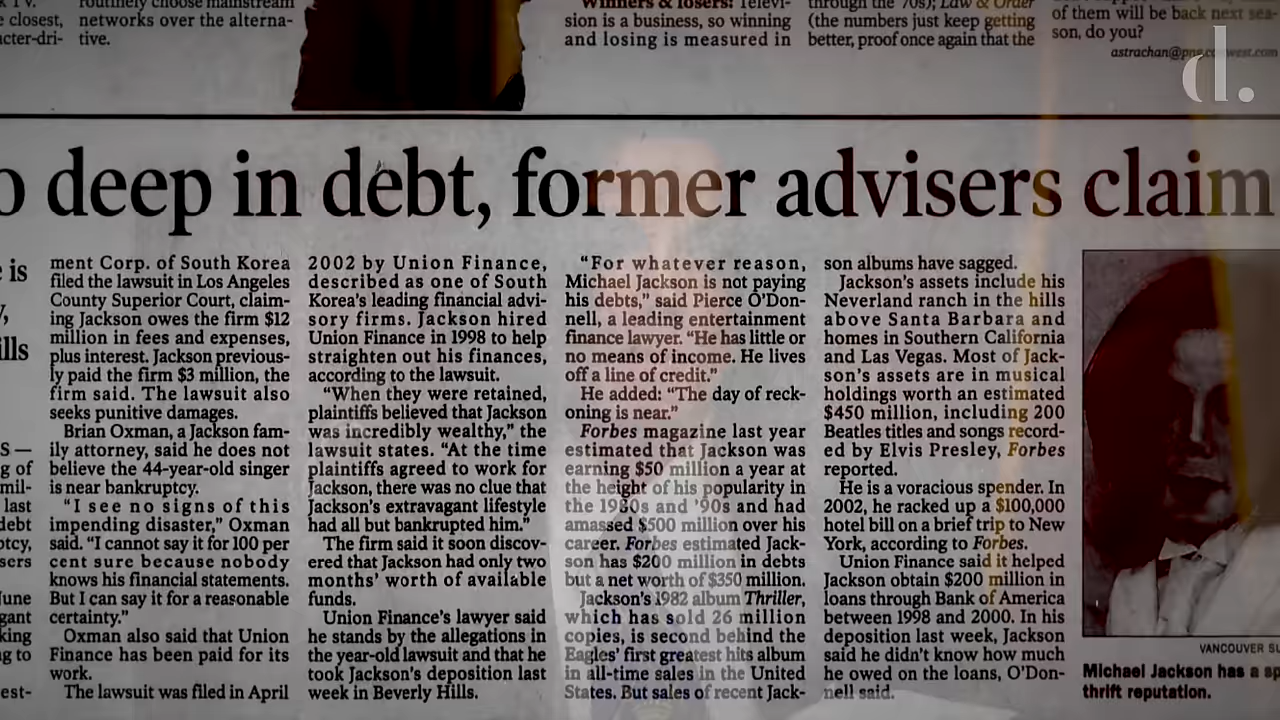 networks over the alterna-
tive.
closest,
acter-dri-
Winners & losers: Televi-
sion is a business, so winning
and losing is measured in
through the '70s); Law & Order
(the numbers just keep getting
better, proof once again that the
of them will be back next sea-
son, do you?
d.
deep in debt, former advisers claim
is
ment Corp. of South Korea
filed the lawsuit in Los Angeles
County Superior Court, claim-
ing Jackson owes the firm $12
million in fees and expenses,
plus interest. Jackson previous-
ly paid the firm $3 million, the
firm said. The lawsuit also
seeks punitive damages.
Brian Oxman, a Jackson fam-
ily attorney, said he does not
believe the 44-year-old singer
is near bankruptcy.
"I see no signs of this
impending disaster," Oxman
said. "I cannot say it for 100 per
cent sure because nobody
knows his financial statements.
But I can say it for a reasonable
certainty."
Oxman also said that Union
Finance has been paid for its
work.
The lawsuit was filed in April
2002 by Union Finance,
described as one of South
Korea's leading financial advi-
sory firms. Jackson hired
Union Finance in 1998 to help
straighten out his finances,
according to the lawsuit.
"When they were retained,
plaintiffs believed that Jackson
was incredibly wealthy," the
lawsuit states. "At the time
plaintiffs agreed to work for
Jackson, there was no clue that
Jackson's extravagant lifestyle
had all but bankrupted him."
The firm said it soon discov-
ered that Jackson had only two
months' worth of available
funds.
Union Finance's lawyer said
he stands by the allegations in
the year-old lawsuit and that he
took Jackson's deposition last
week in Beverly Hills.
"For whatever reason,
Michael Jackson is not paying
his debts," said Pierce O'Don-
nell, a leading entertainment
finance lawyer. "He has little or
no means of income. He lives
off a line of credit."
He added: "The day of reck-
oning is near."
Forbes magazine last year
estimated that Jackson was
earning $50 million a year at
the height of his popularity in
the 1980s and '90s and had
amassed $500 million over his
career. Forbes estimated Jack-
son has $200 million in debts
but a net worth of $350 million.
Jackson's 1982 album Thriller,
which has sold 26 million
copies, is second behind the
Eagles' first greatest hits album
in all-time sales in the United
States. But sales of recent Jack-
son albums have sagged.
Jackson's assets include his
Neverland ranch in the hills
above Santa Barbara and
homes in Southern California
and Las Vegas. Most of Jack-
son's assets are in musical
holdings worth an estimated
$450 million, including 200
Beatles titles and songs record-
ed by Elvis Presley, Forbes
reported.
He is a voracious spender. In
2002, he racked up a $100,000
hotel bill on a brief trip to New
York, according to Forbes.
Union Finance said it helped
Jackson obtain $200 million in
loans through Bank of America
between 1998 and 2000. In his
deposition last week, Jackson
said he didn't know how much
he owed on the loans, O'Don-
nell said.
VANCOUVER SU
Michael Jackson has a sp
thrift reputation.